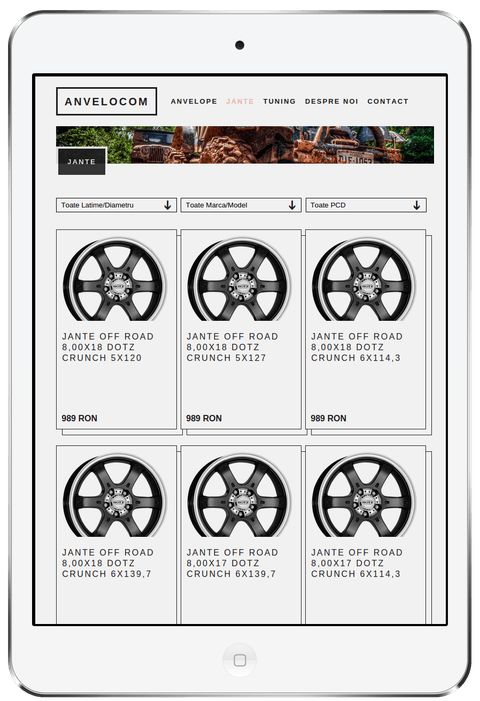 ANVELOCOM
ANVELOPE JANTE TUNING DESPRE NOI CONTACT
JANTE
Toate Latime/Diametru Toate Marca/Model Toate PCD
JANTE OFF ROAD
8,00X18 DOTZ
CRUNCH 5X120
989 RON
JANTE OFF ROAD
8,00X18 DOTZ
CRUNCH 5X127
989 RON
JANTE OFF ROAD
8,00X18 DOTZ
CRUNCH 6X114,3
989 RON
JANTE OFF ROAD
8,00X18 DOTZ
CRUNCH 6X139,7
JANTE OFF ROAD
8,00X17 DOTZ
CRUNCH 6X139,7
JANTE OFF ROAD
8,00X17 DOTZ
CRUNCH 6X114,3